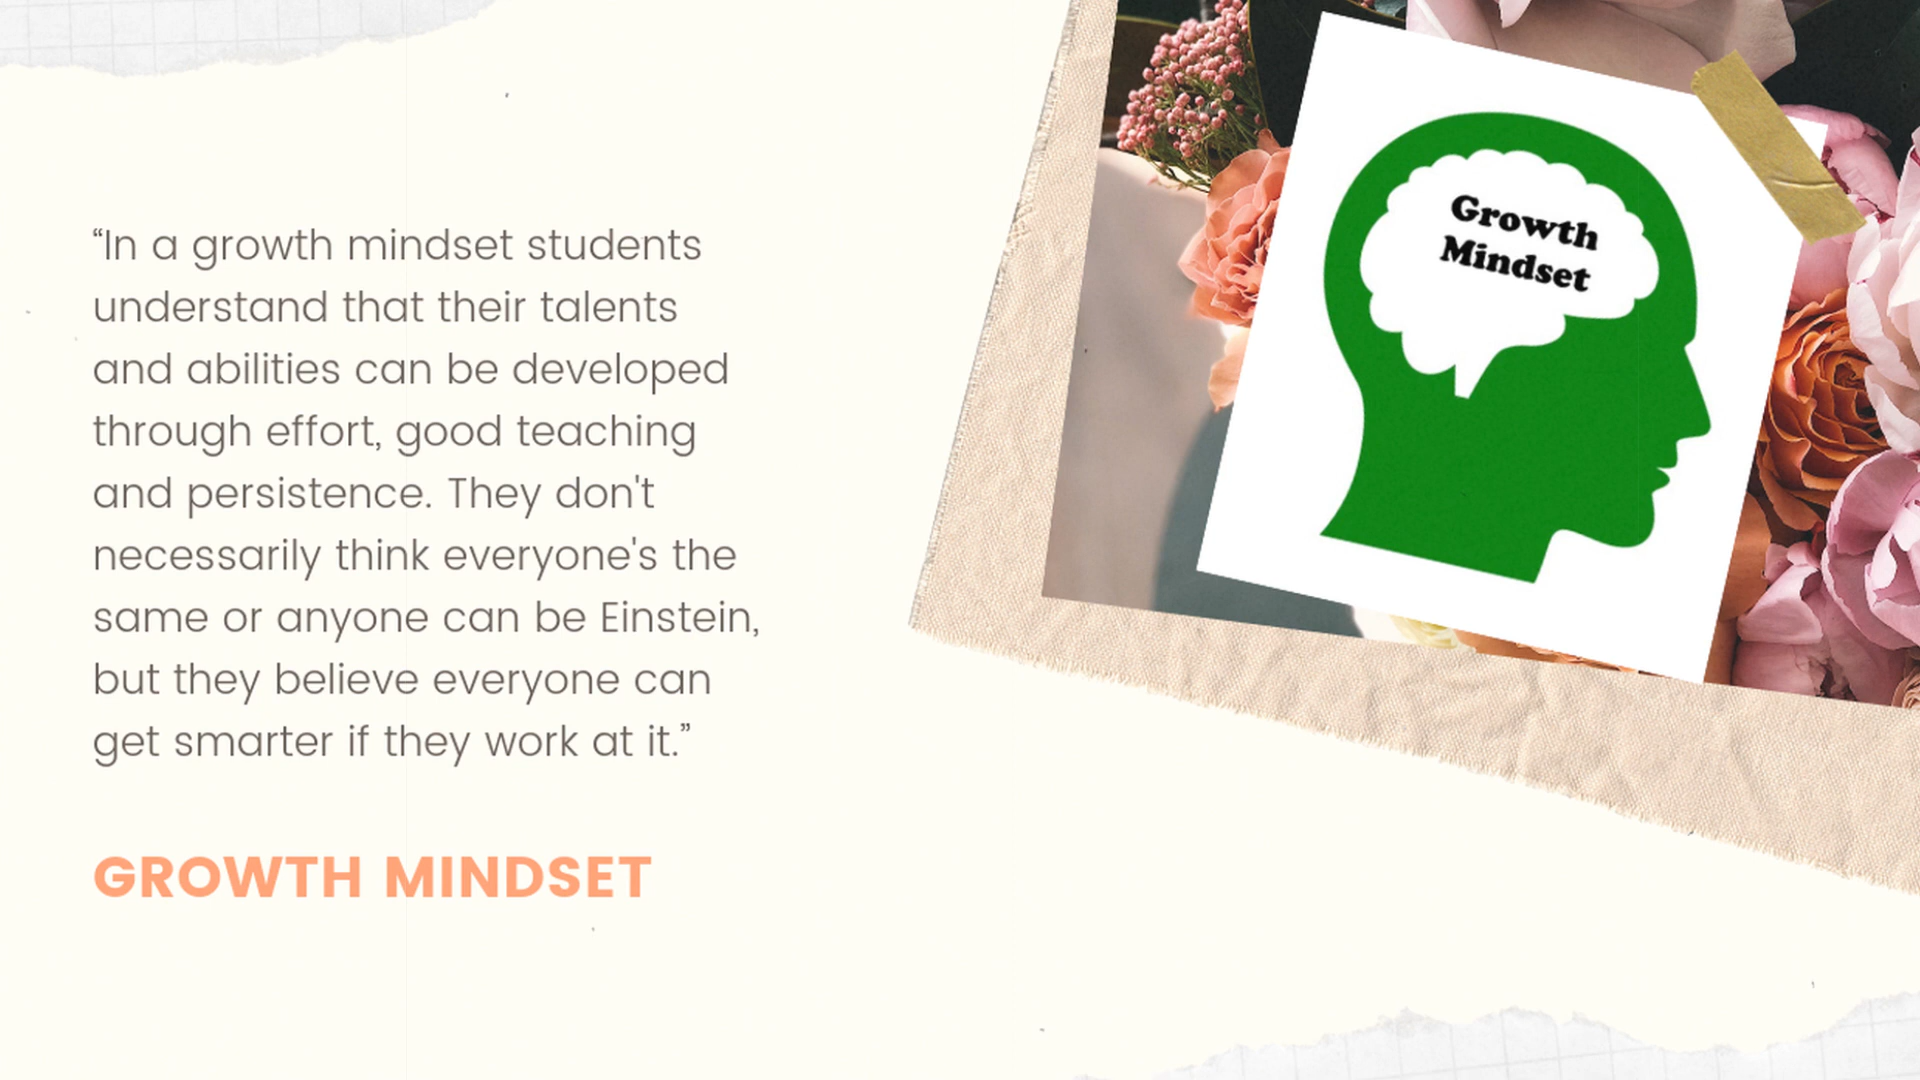 “In a growth mindset students
understand that their talents
and abilities can be developed
through effort, good teaching
and persistence. They don't
necessarily think everyone's the
same or anyone can be Einstein,
but they believe everyone can
get smarter if they work at it.”
GROWTH MINDSET
Growth
Mindset